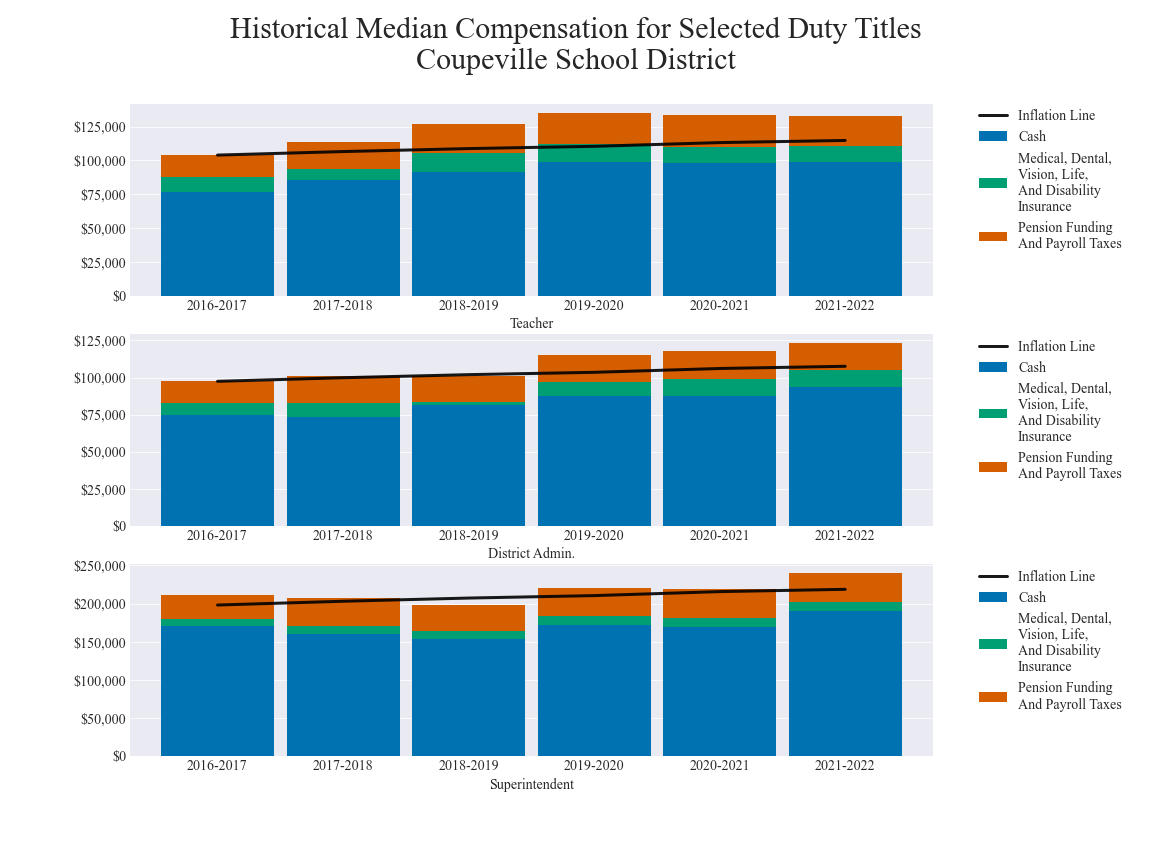 Historical Median Compensation for Selected Duty Titles
Coupeville School District
$125,000
$100,000
$75,000
$50,000
$25,000
$0
2016-2017 2017-2018 2018-2019 2019-2020 2020-2021 2021-2022
Teacher
Inflation Line
Cash
Medical, Dental,
Vision, Life,
And Disability
Insurance
Pension Funding
And Payroll Taxes
$125,000
$100,000
$75,000
$50,000
$25,000
$0
2016-2017 2017-2018 2018-2019 2019-2020 2020-2021 2021-2022
District Admin.
Inflation Line
Cash
Medical, Dental,
Vision, Life,
And Disability
Insurance
Pension Funding
And Payroll Taxes
$250,000
$200,000
$150,000
$100,000
$50,000
$0
2016-2017 2017-2018 2018-2019 2019-2020 2020-2021 2021-2022
Superintendent
Inflation Line
Cash
Medical, Dental,
Vision, Life,
And Disability
Insurance
Pension Funding
And Payroll Taxes